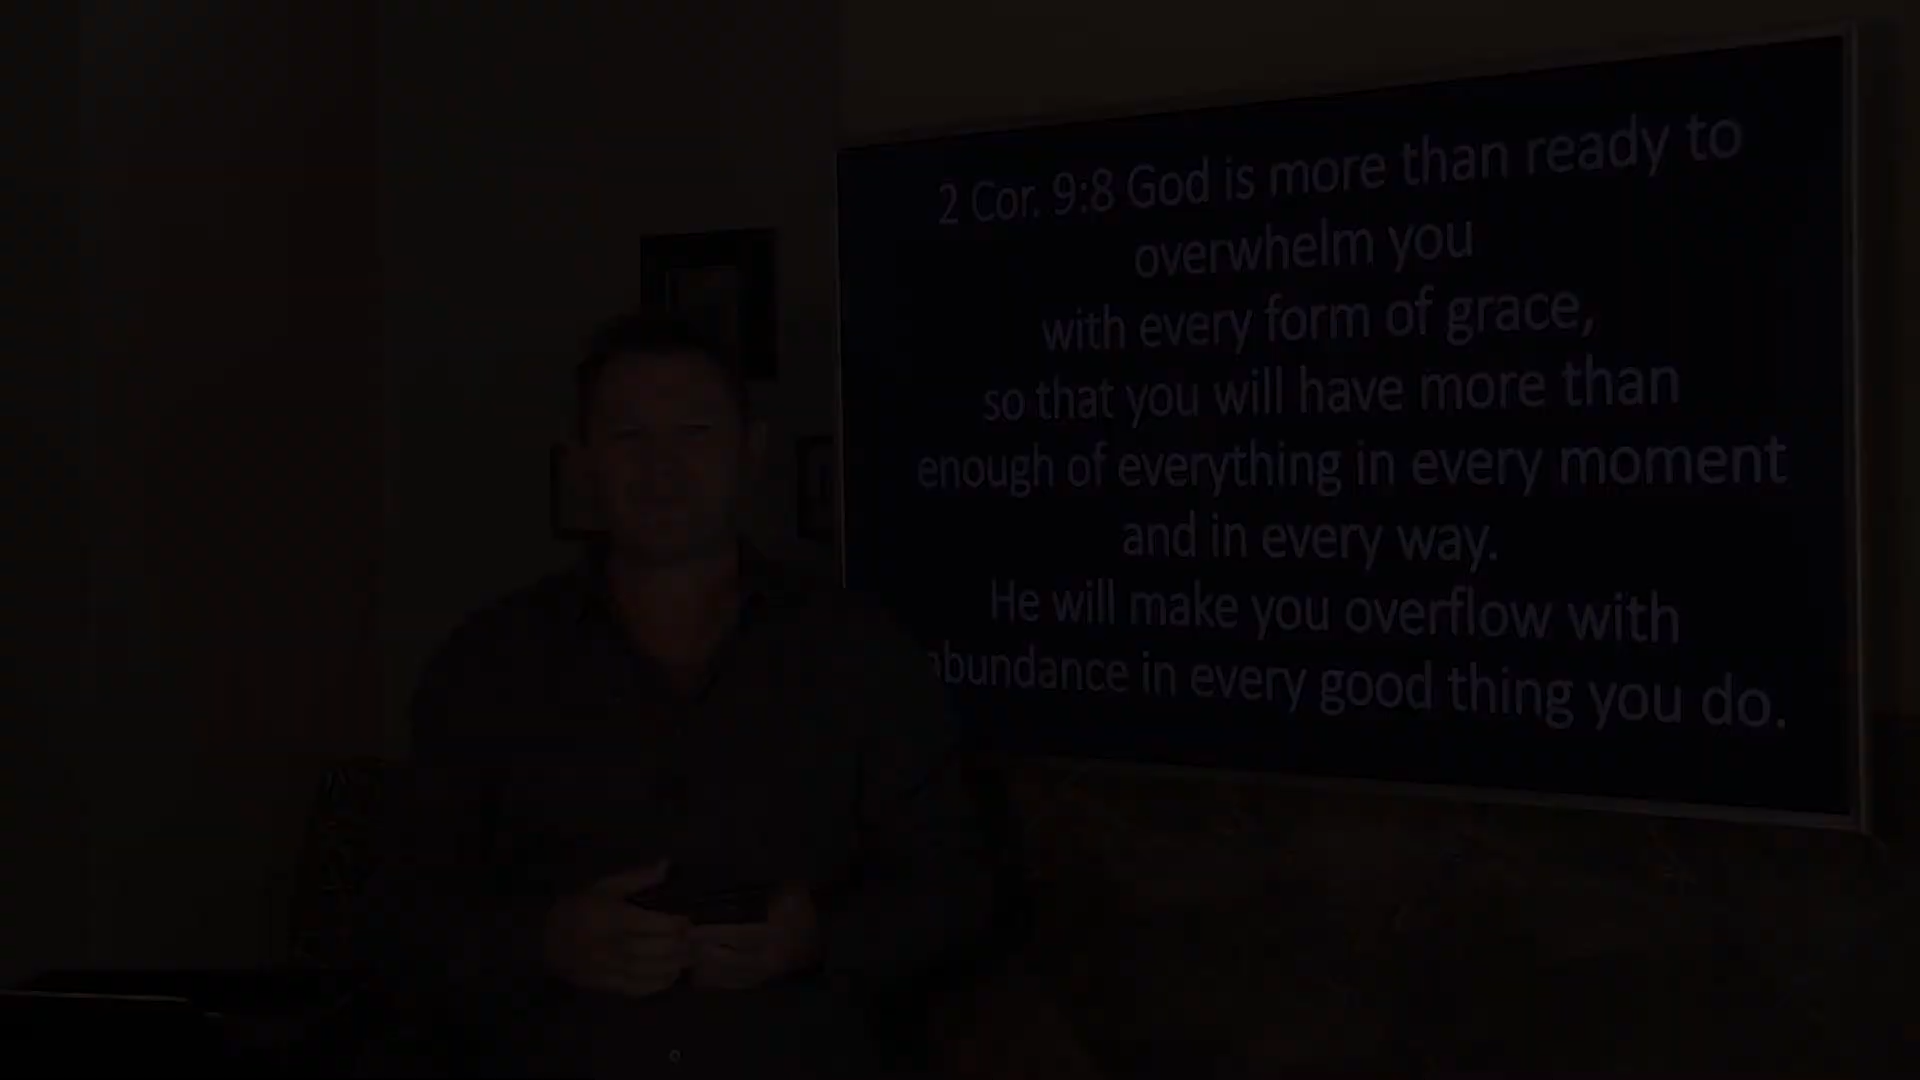 2 Cor. 9:8 God is more than ready to
overwhelm you
with every form of grace,
so that you will have more than
enough of everything in every moment
and in every way.
He will make you overflow with
abundance in every good thing you do.